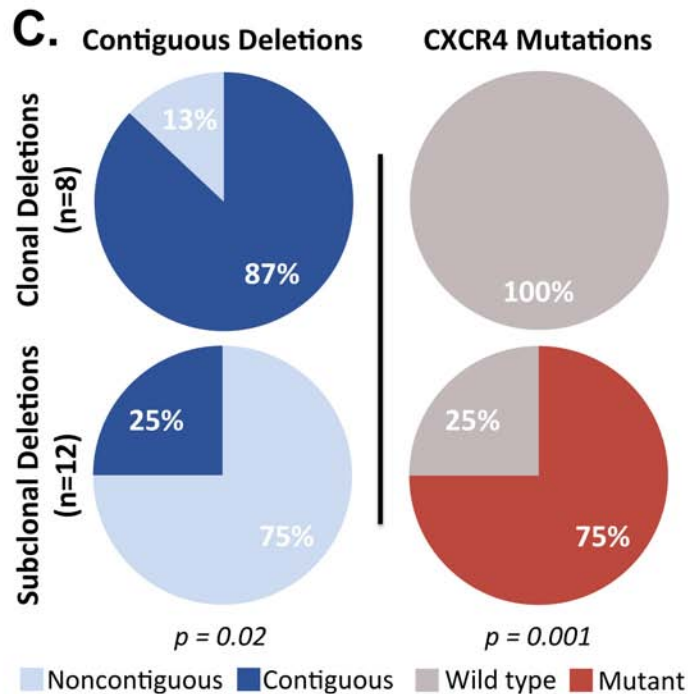 C.
Contiguous Deletions
CXCR4 Mutations
Clonal Deletions
(n=8)
13%
87%
100%
Subclonal Deletions
(n=12)
25%
75%
25%
75%
p = 0.02
p = 0.001
Noncontiguous
Contiguous
Wild type
Mutant